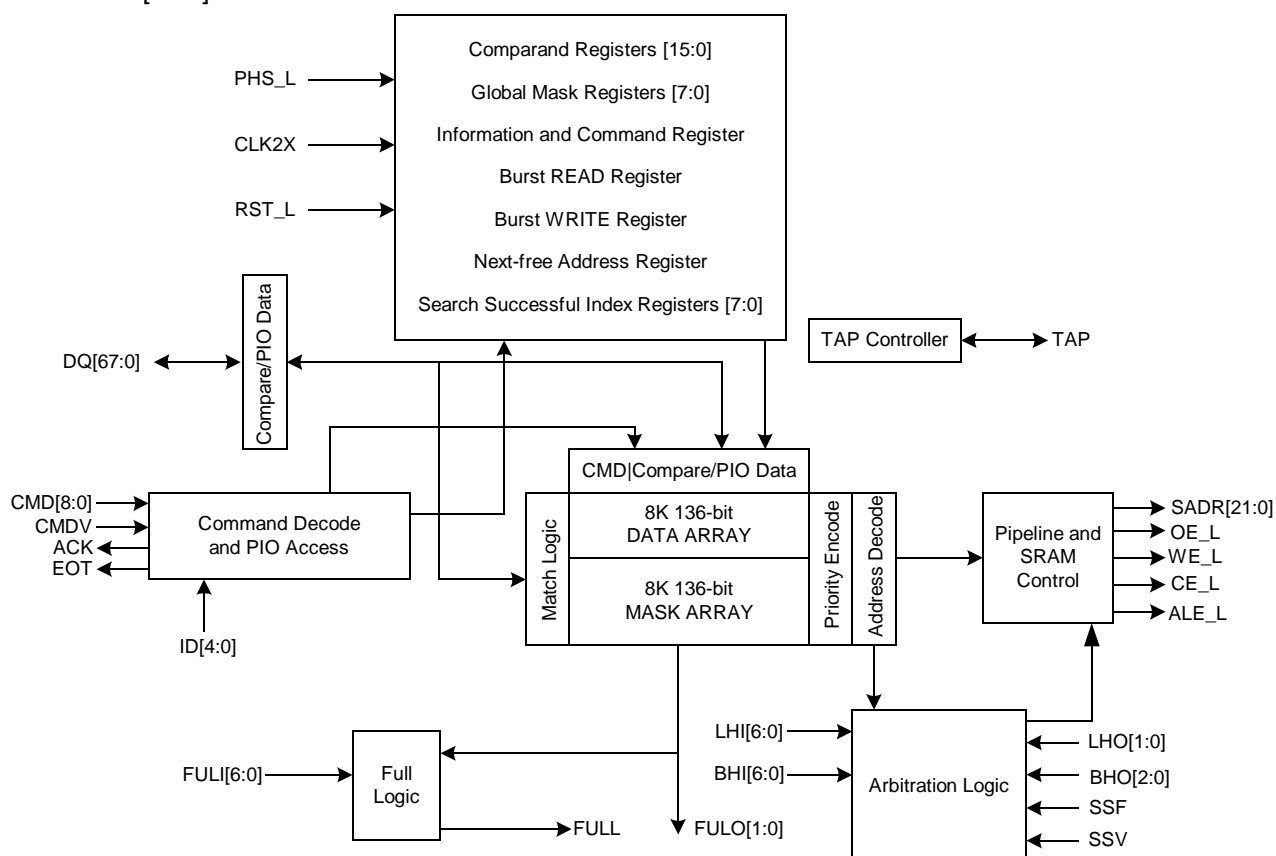 Comparand Registers [15:0]
PHS_L
Global Mask Registers [7:0]
CLK2X
Information and Command Register
Burst READ Register
RST_L
Burst WRITE Register
Next-free Address Register
Search Successful Index Registers [7:0]
Compare/PIO Data
TAP Controller
TAP
DQ[67:0]
CMD|Compare/PIO Data
CMD[8:0]
CMDV
ACK
EOT
Command Decode
and PIO Access
ID[4:0]
Match Logic
8K 136-bit
DATA ARRAY
8K 136-bit
MASK ARRAY
Priority Encode
Address Decode
Pipeline and
SRAM
Control
SADR[21:0]
OE_L
WE_L
CE_L
ALE_L
FULI[6:0]
Full
Logic
FULL
FULO[1:0]
LHI[6:0]
BHI[6:0]
Arbitration Logic
LHO[1:0]
BHO[2:0]
SSF
SSV